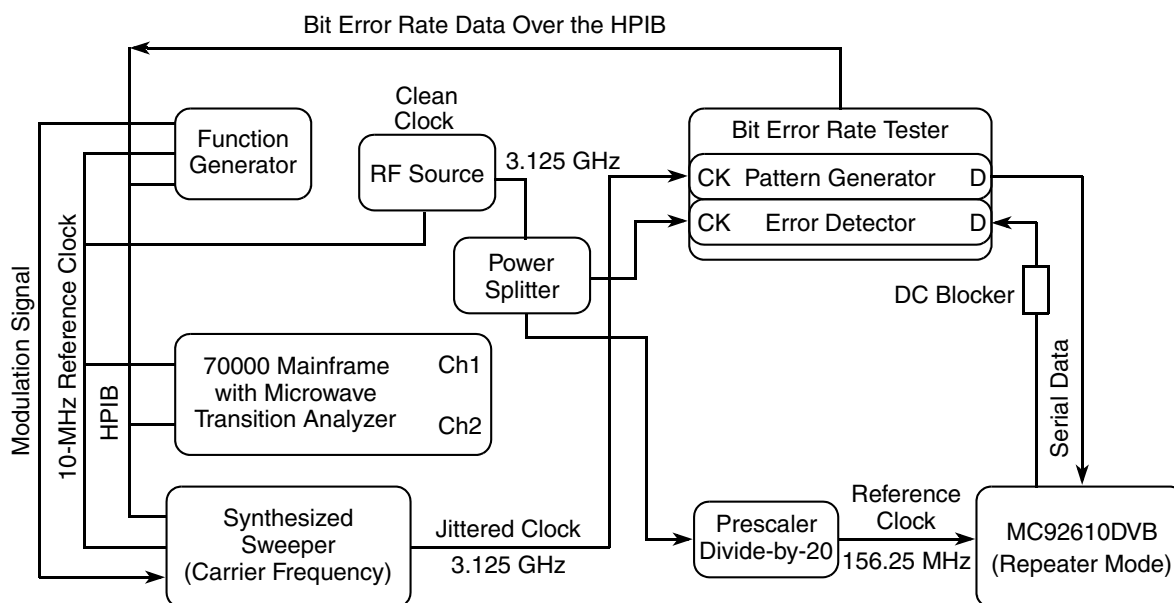 Bit Error Rate Data Over the HPIB
Function
Generator
Clean
Clock
RF Source
3.125 GHz
Bit Error Rate Tester
CK Pattern Generator D
CK Error Detector D
Power
Splitter
DC Blocker
Modulation Signal
10-MHz Reference Clock
HPIB
70000 Mainframe
with Microwave
Transition Analyzer
Ch1
Ch2
Serial Data
Synthesized
Sweeper
(Carrier Frequency)
Jittered Clock
3.125 GHz
Prescaler
Divide-by-20
Reference
Clock
156.25 MHz
MC92610DVB
(Repeater Mode)